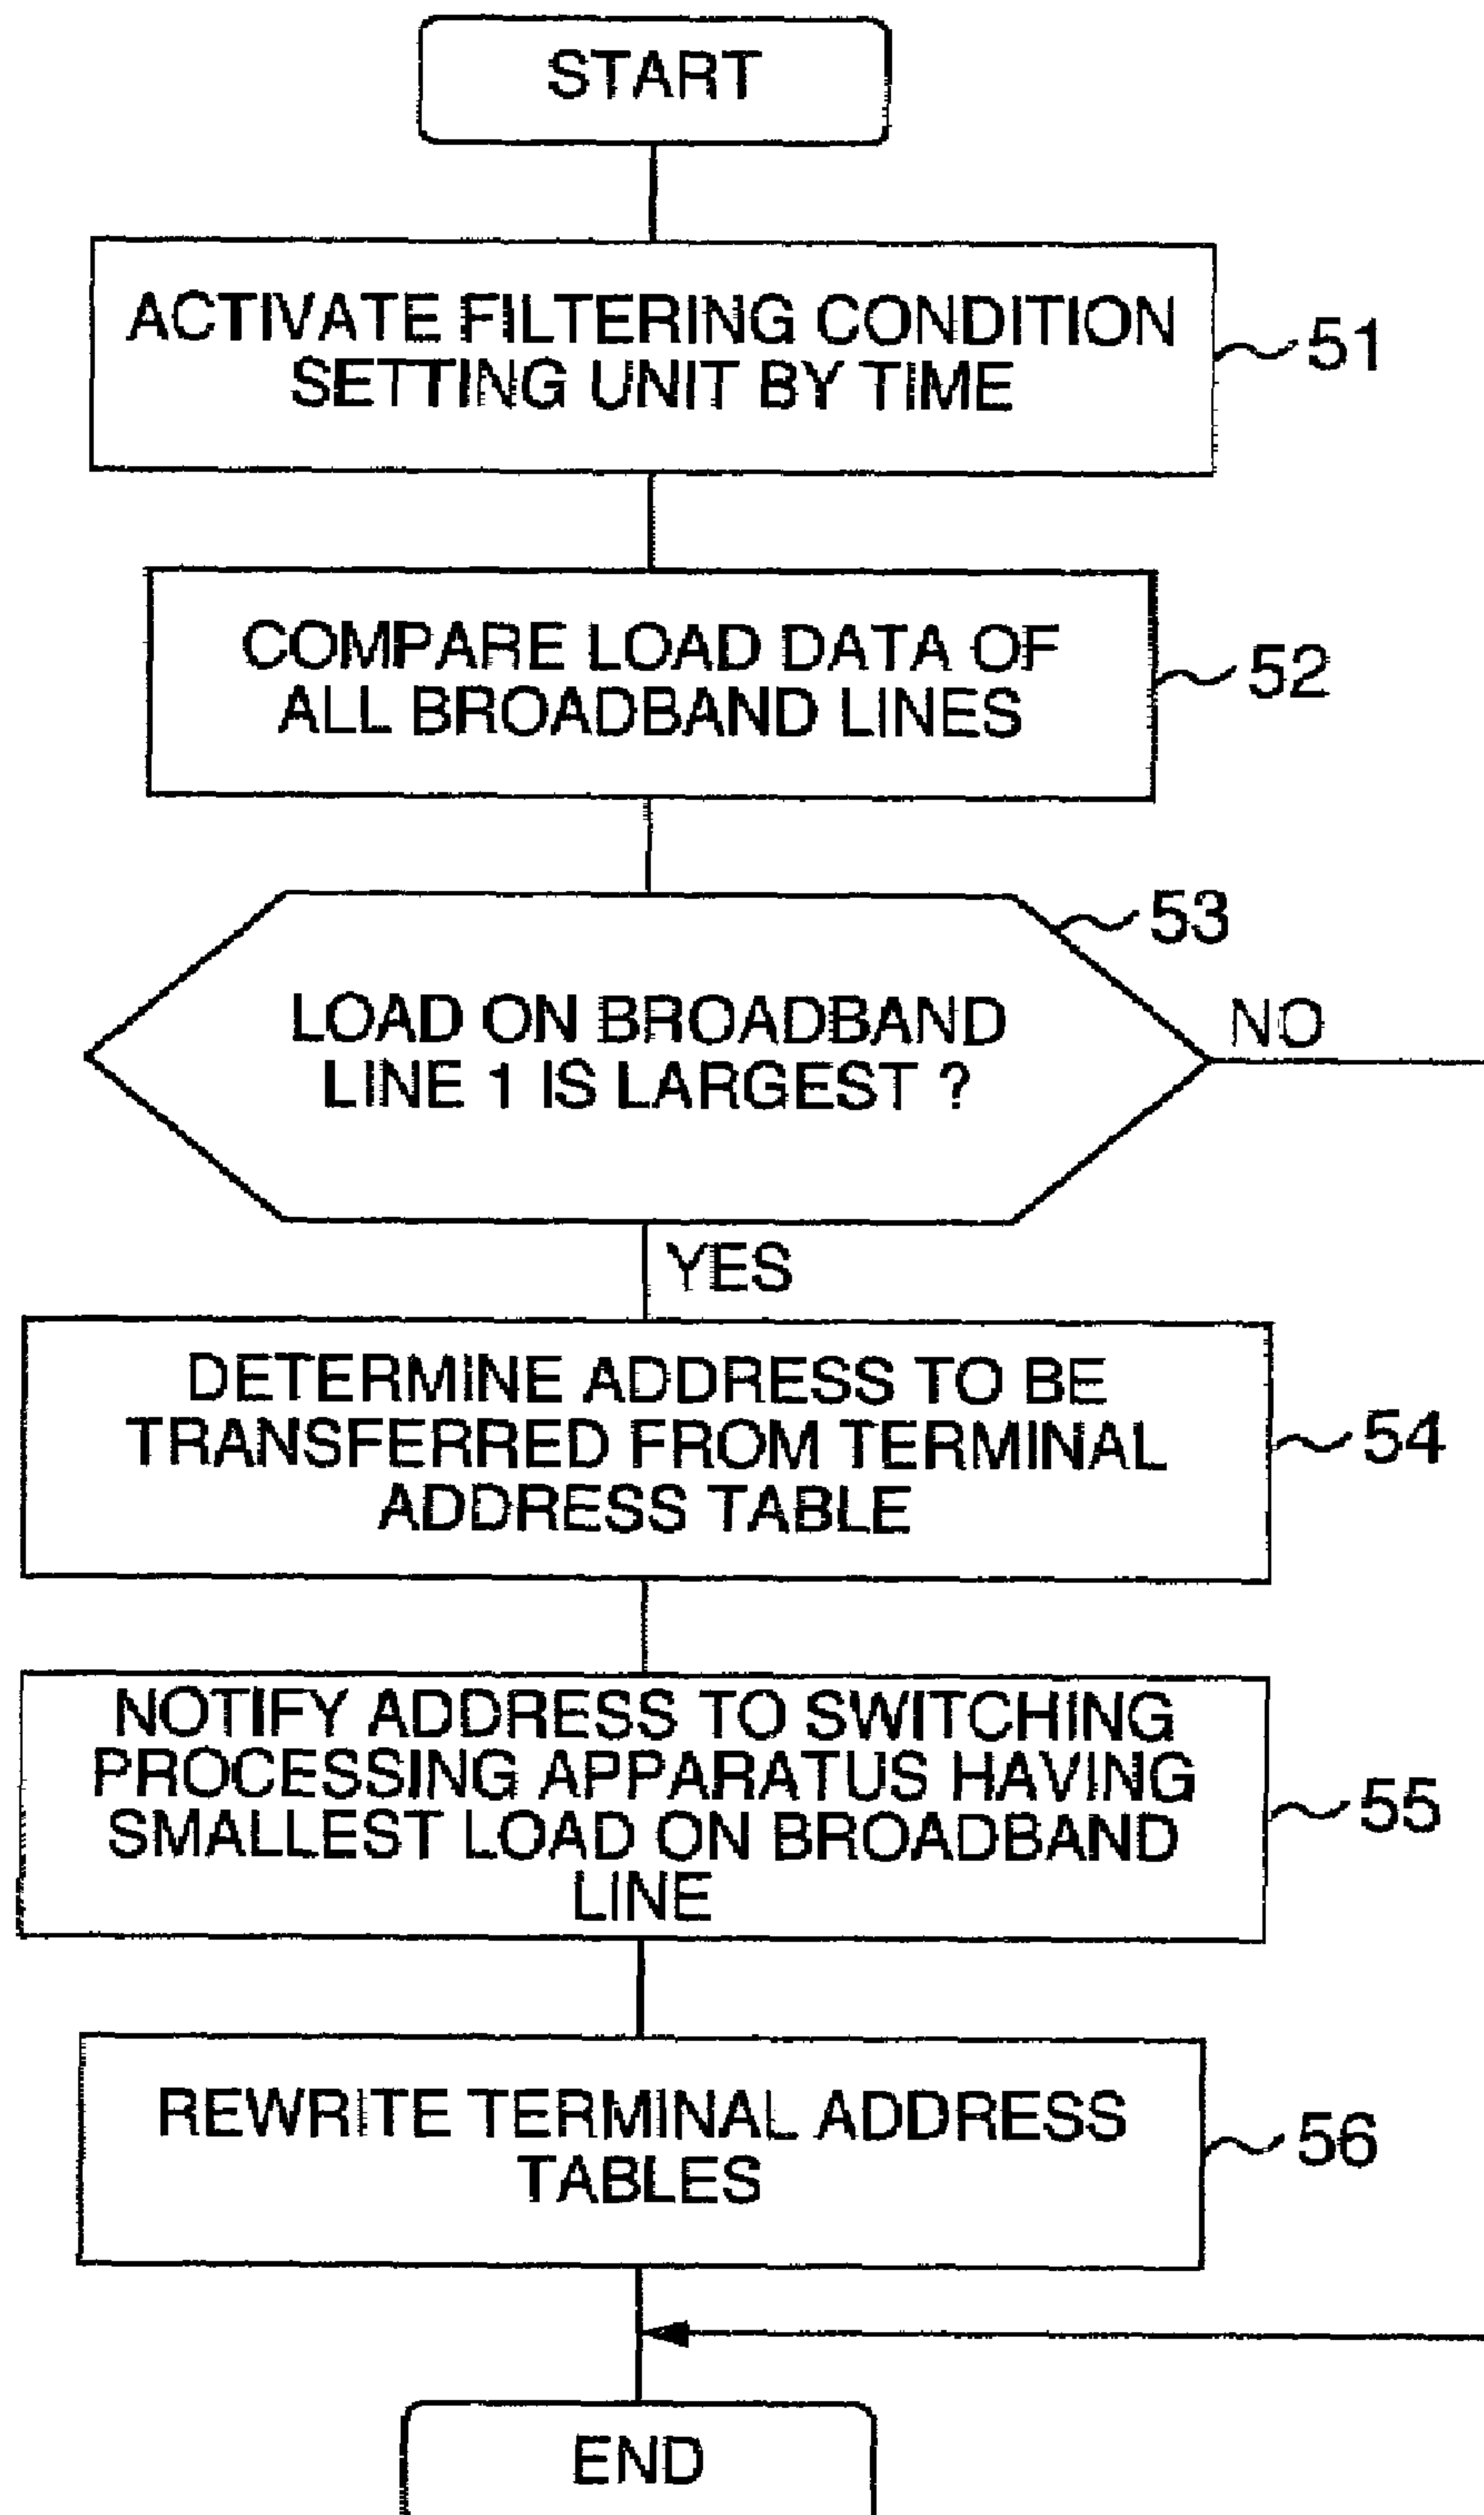 START
ACTIVATE FILTERING CONDITION
SETTING UNIT BY TIME
51
COMPARE LOAD DATA OF
ALL BROADBAND LINES
52
53
LOAD ON BROADBAND
LINE 1 IS LARGEST ?
NO
YES
DETERMINE ADDRESS TO BE
TRANSFERRED FROM TERMINAL
ADDRESS TABLE
54
NOTIFY ADDRESS TO SWITCHING
PROCESSING APPARATUS HAVING
SMALLEST LOAD ON BROADBAND
LINE
55
REWRITE TERMINAL ADDRESS
TABLES
56
END